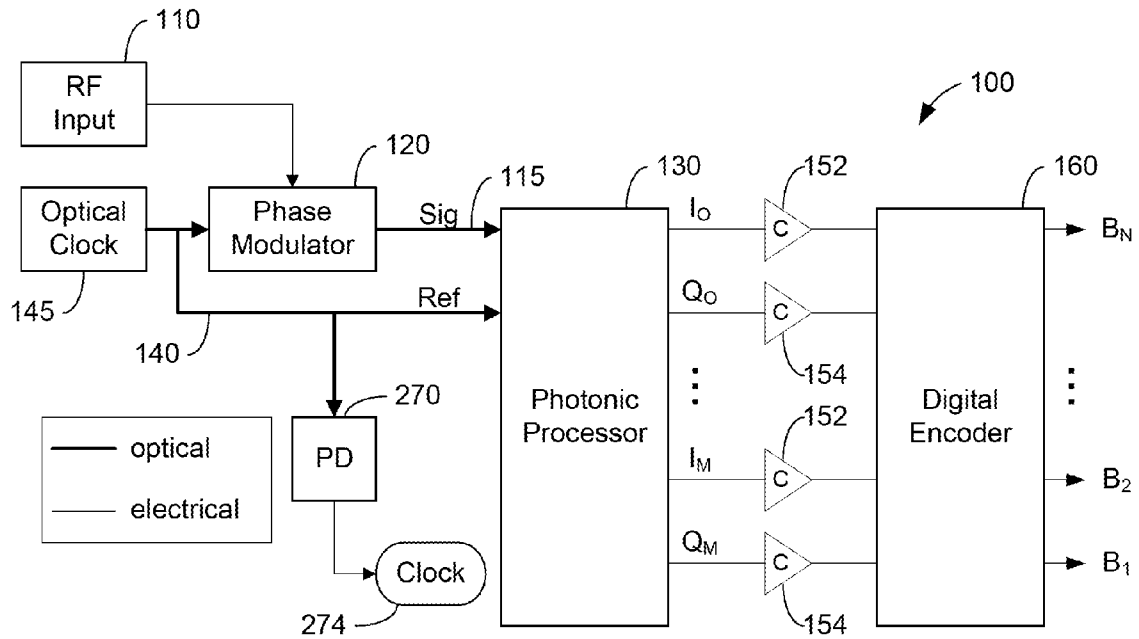 110
RF
Input
100
120
115
130
152
160
Optical
Clock
Phase
Modulator
Sig
I_O
C
B_N
145
Ref
Q_O
C
140
154
270
Photonic
Processor
152
Digital
Encoder
optical
PD
I_M
C
B_2
electrical
Q_M
C
B_1
Clock
274
154